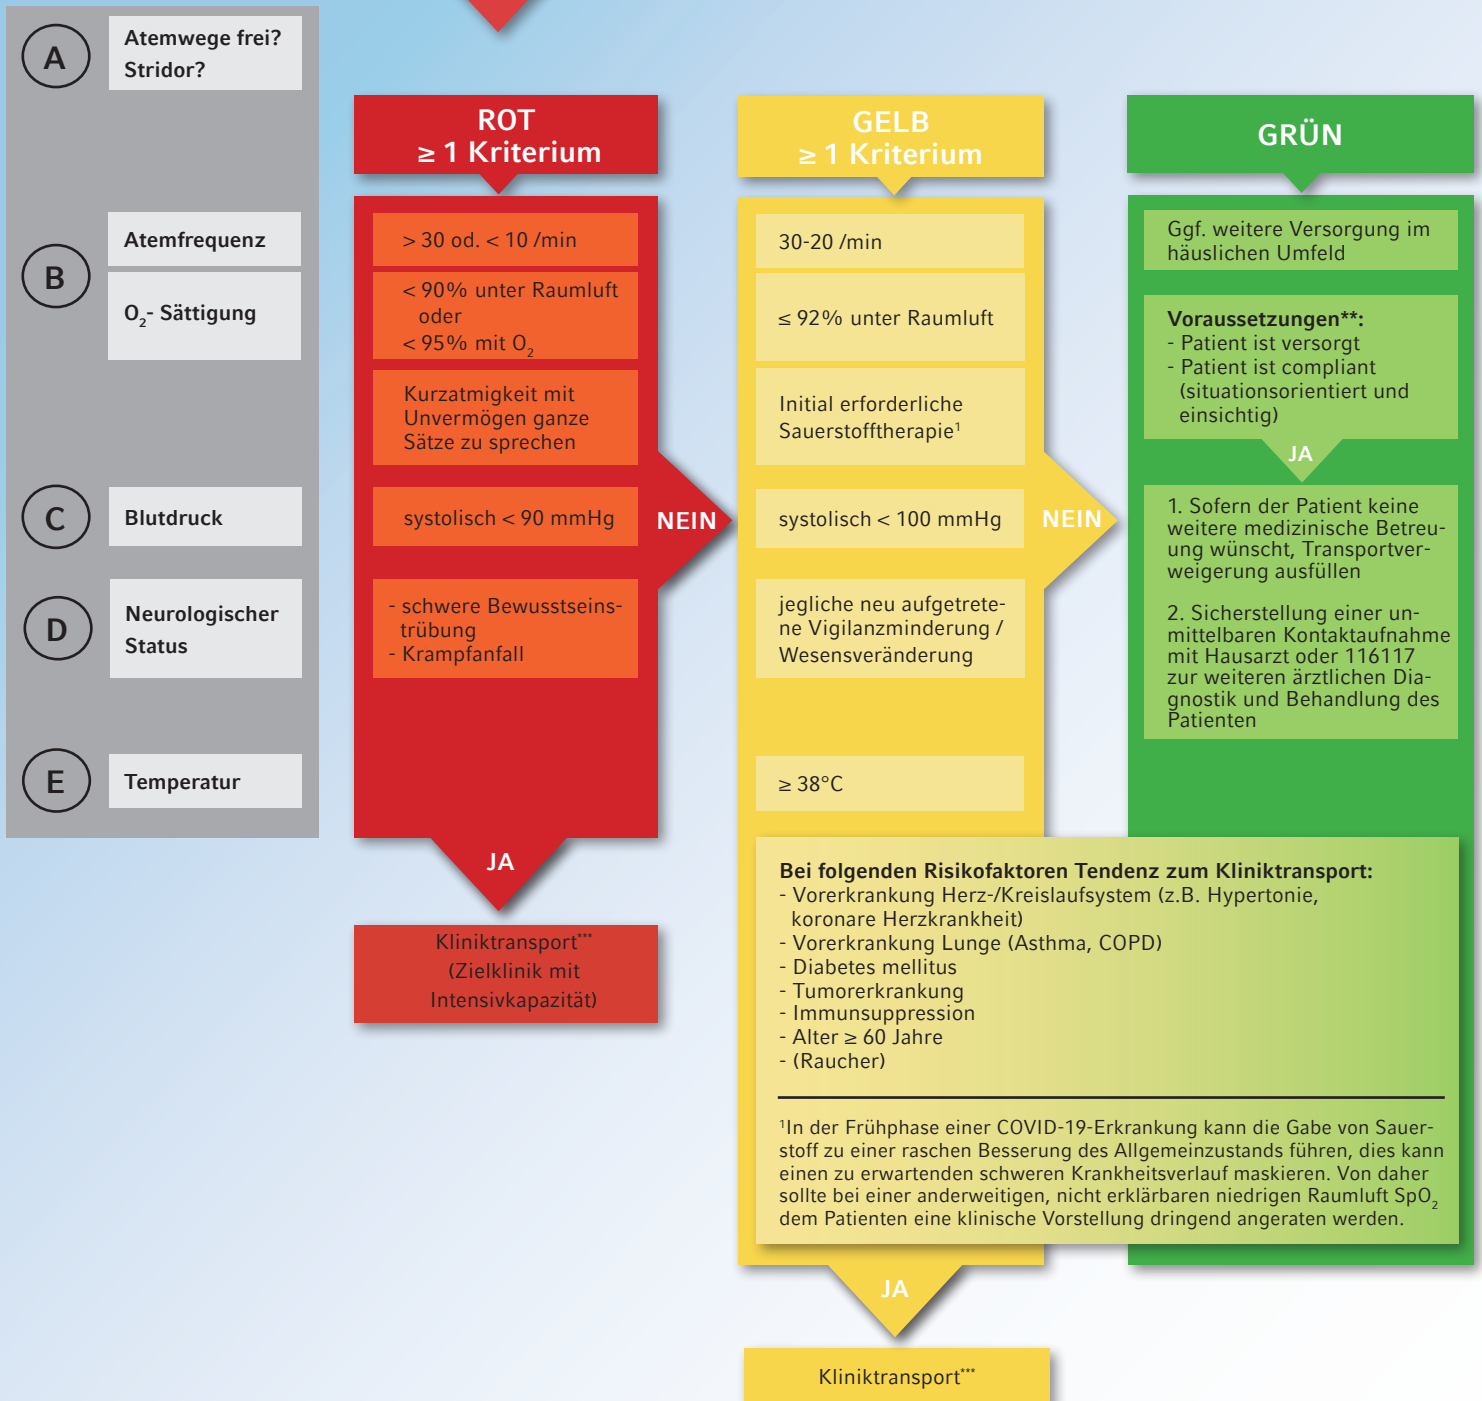 A
Atemwege frei?
Stridor?
B
Atemfrequenz
O₂- Sättigung
C
Blutdruck
D
Neurologischer
Status
E
Temperatur
ROT
≥ 1 Kriterium
> 30 od. < 10 /min
< 90% unter Raumluft
oder
< 95% mit O₂
Kurzatmigkeit mit
Unvermögen ganze
Sätze zu sprechen
systolisch < 90 mmHg
- schwere Bewusstseins-
trübung
- Krampfanfall
NEIN
JA
Kliniktransport***
(Zielklinik mit
Intensivkapazität)
GELB
≥ 1 Kriterium
30-20 /min
≤ 92% unter Raumluft
Initial erforderliche
Sauerstofftherapie¹
systolisch < 100 mmHg
jegliche neu aufgetrete-
ne Vigilanzminderung /
Wesensveränderung
≥ 38°C
NEIN
GRÜN
Ggf. weitere Versorgung im
häuslichen Umfeld
Voraussetzungen**:
- Patient ist versorgt
- Patient ist compliant
(situationsorientiert und
einsichtig)
JA
1. Sofern der Patient keine
weitere medizinische Betreu-
ung wünscht, Transportver-
weigerung ausfüllen
2. Sicherstellung einer un-
mittelbaren Kontaktaufnahme
mit Hausarzt oder 116117
zur weiteren ärztlichen Dia-
gnostik und Behandlung des
Patienten
Bei folgenden Risikofaktoren Tendenz zum Kliniktransport:
- Vorerkrankung Herz-/Kreislaufsystem (z.B. Hypertonie,
koronare Herzkrankheit)
- Vorerkrankung Lunge (Asthma, COPD)
- Diabetes mellitus
- Tumorerkrankung
- Immunsuppression
- Alter ≥ 60 Jahre
- (Raucher)
¹In der Frühphase einer COVID-19-Erkrankung kann die Gabe von Sauer-
stoff zu einer raschen Besserung des Allgemeinzustands führen, dies kann
einen zu erwartenden schweren Krankheitsverlauf maskieren. Von daher
sollte bei einer anderweitigen, nicht erklärbaren niedrigen Raumluft SpO₂
dem Patienten eine klinische Vorstellung dringend angeraten werden.
JA
Kliniktransport***